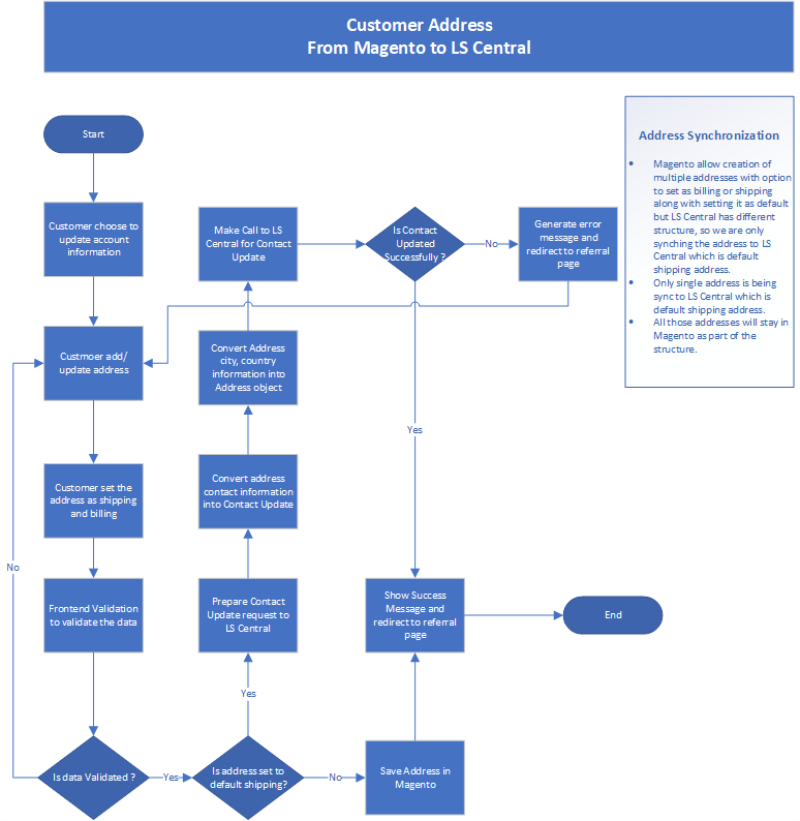 Customer Address
From Magento to LS Central
Start
Customer choose to
update account
information
Custmoer add/
update address
Customer set the
address as shipping
and billing
Frontend Validation
to validate the data
Is data Validated ?
No
Yes
Is address set to
default shipping?
Yes
No
Prepare Contact
Update request to
LS Central
Convert address
contact information
into Contact Update
Convert Address
city, country
information into
Address object
Make Call to LS
Central for Contact
Update
Is Contact
Updated
Successfully ?
No
Yes
Generate error
message and
redirect to referral
page
Save Address in
Magento
Show Success
Message and
redirect to referral
page
End
Address Synchronization
• Magento allow creation of
multiple addresses with option
to set as billing or shipping
along with setting it as default
but LS Central has different
structure, so we are only
synching the address to LS
Central which is default
shipping address.
• Only single address is being
sync to LS Central which is
default shipping address.
• All those addresses will stay in
Magento as part of the
structure.